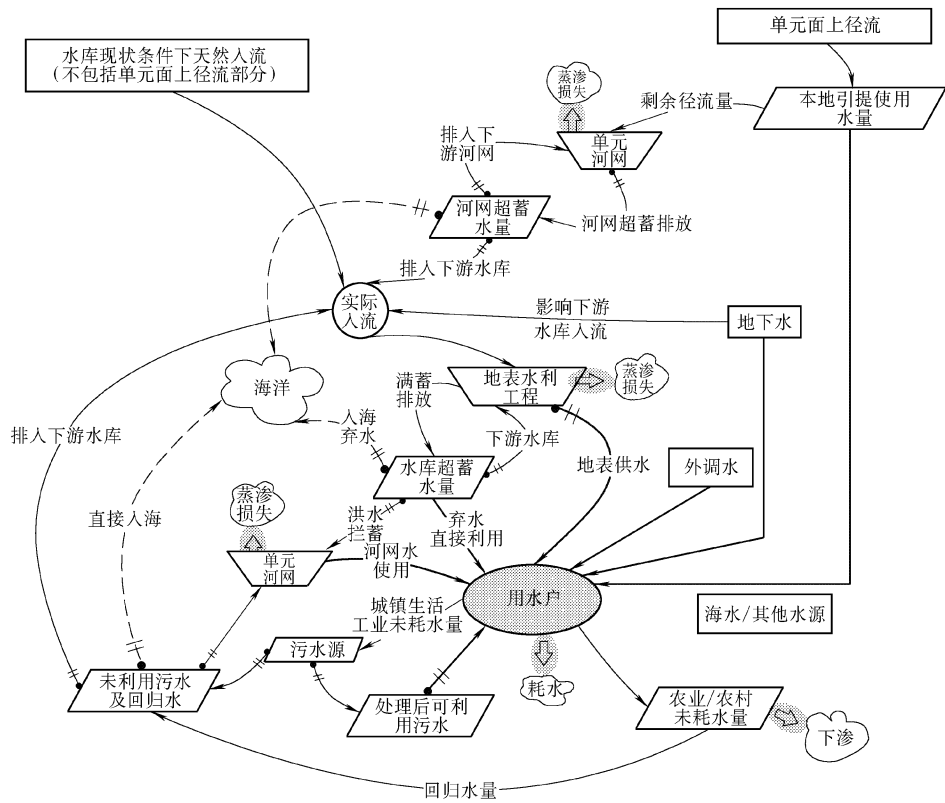 单元面上径流
水库现状条件下天然入流
(不包括单元面上径流部分)
蒸渗
损失
剩余径流量
本地引提使用
水量
排入下
游河网
单元
河网
河网超蓄
水量
河网超蓄排放
排入下游水库
实际
入流
影响下游
水库入流
地下水
海洋
满蓄
排放
地表水利
工程
蒸渗
损失
入海
弃水
下游水库
排入下游水库
地表供水
外调水
水库超蓄
水量
蒸渗
损失
直接入海
洪水
拦蓄
弃水
直接利用
单元
河网
河网水
使用
用水户
城镇生活
工业未耗水量
海水/其他水源
污水源
未利用污水
及回归水
耗水
处理后可利
用污水
农业/农村
未耗水量
下渗
回归水量